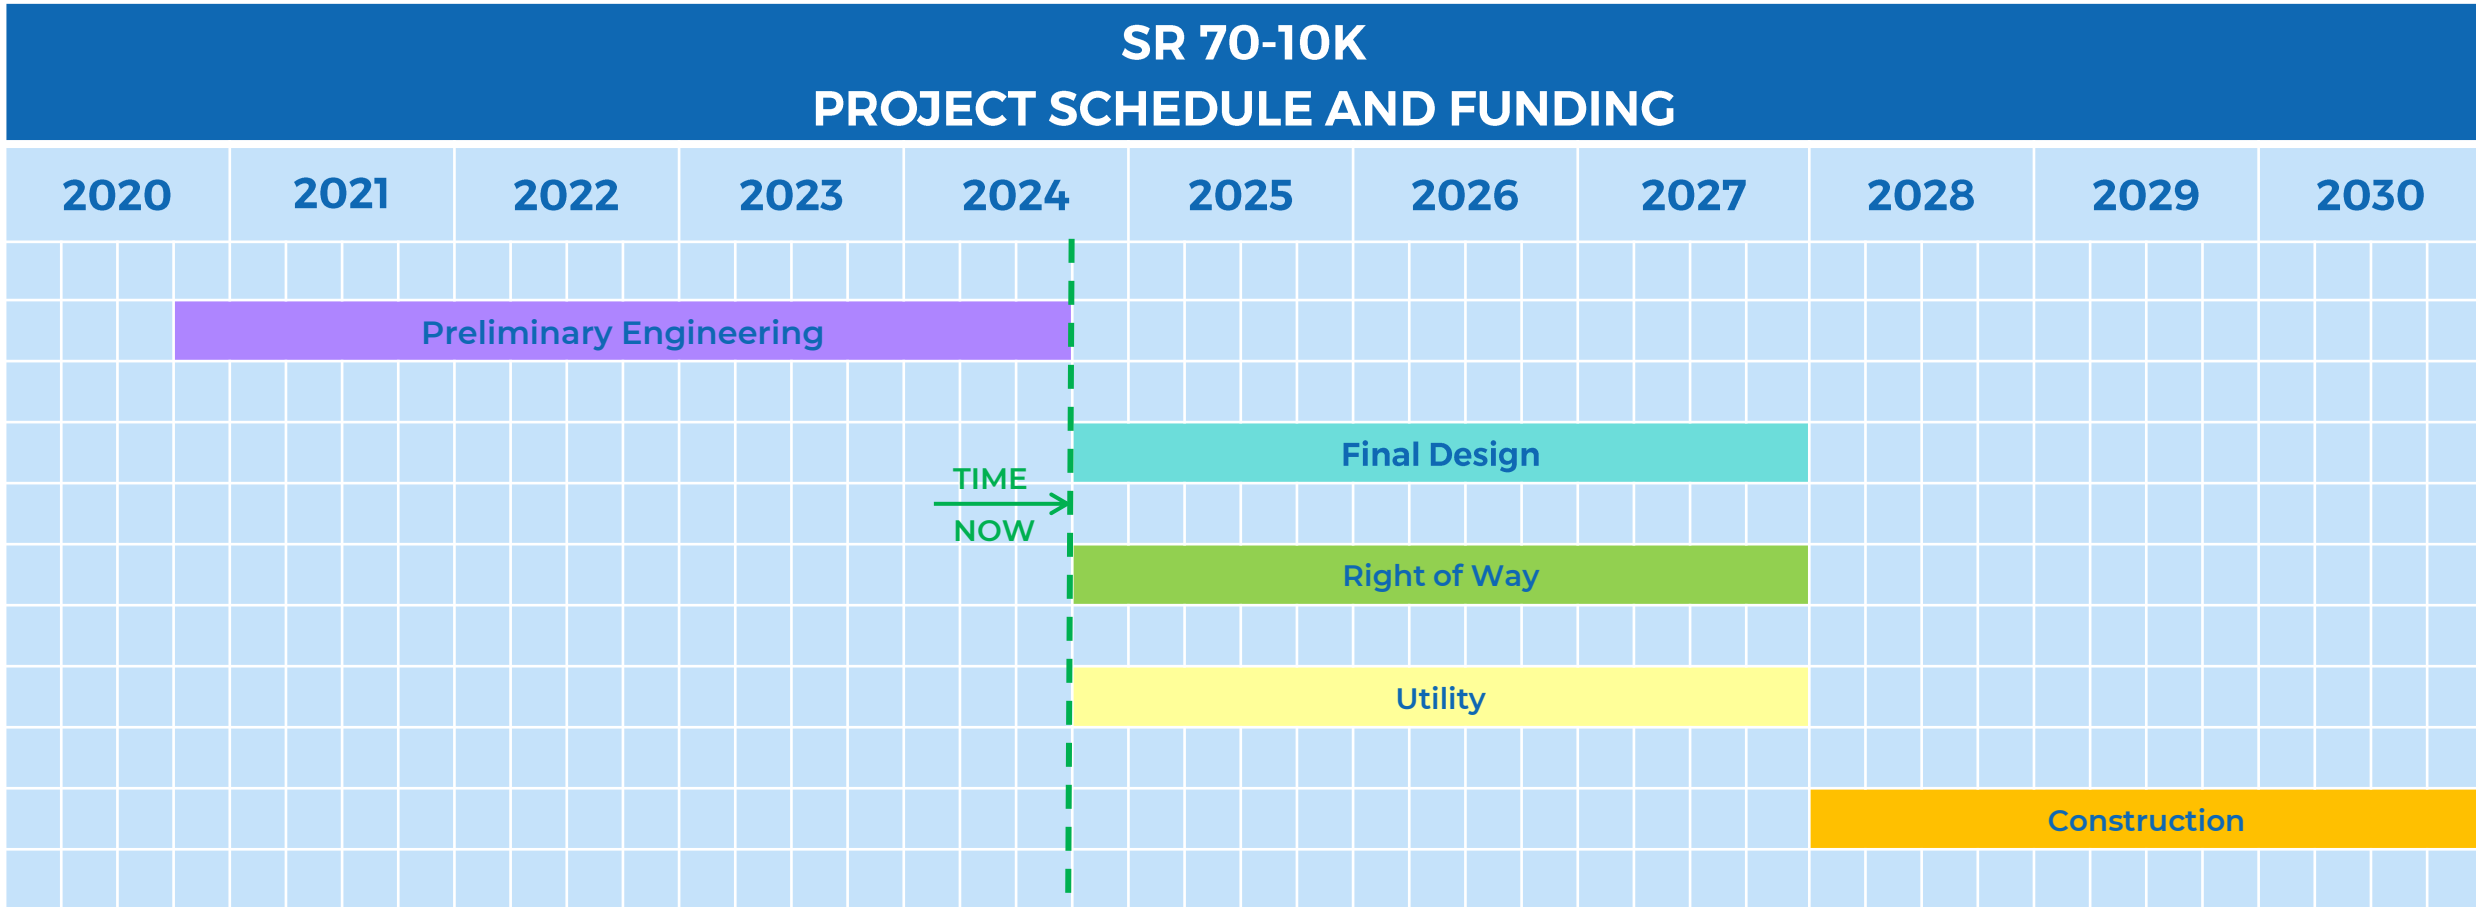 SR 70-10K
PROJECT SCHEDULE AND FUNDING
2020 2021 2022 2023 2024 2025 2026 2027 2028 2029 2030
Preliminary Engineering
Final Design
TIME
NOW
Right of Way
Utility
Construction